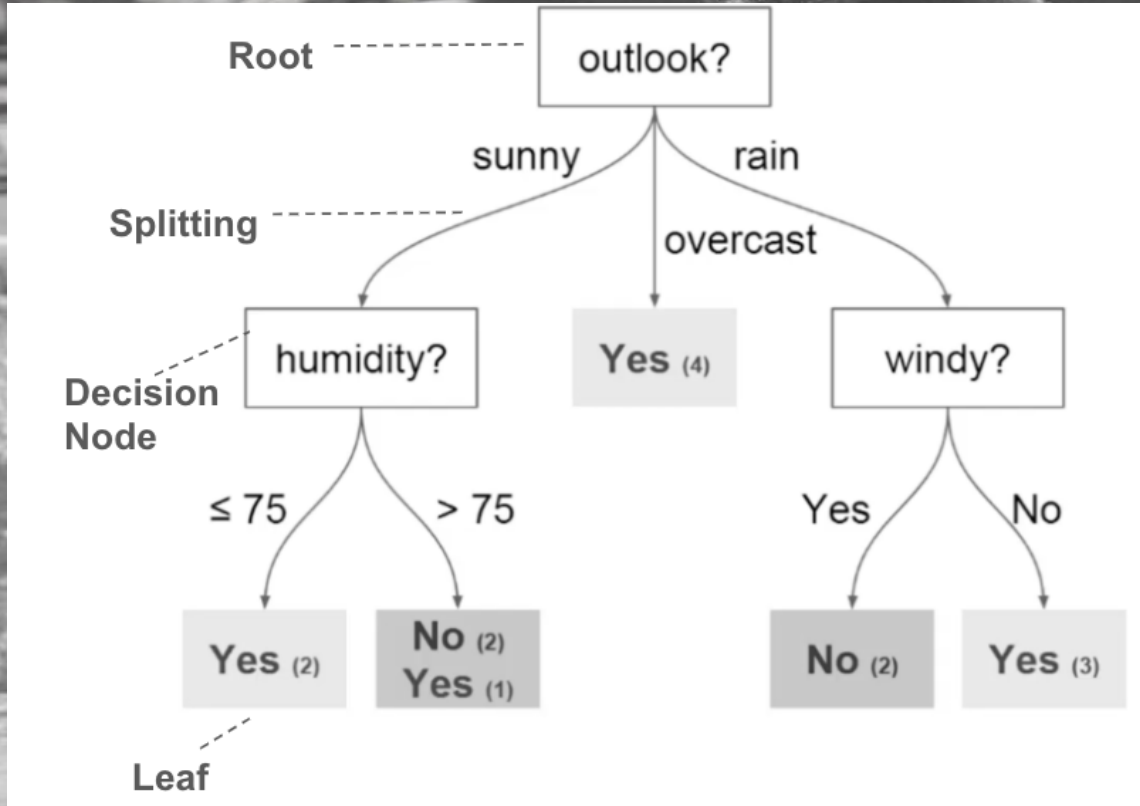 Root
outlook?
sunny
rain
Splitting
overcast
humidity?
Yes (4)
windy?
Decision
Node
≤ 75
> 75
Yes
No
Yes (2)
No (2)
Yes (1)
No (2)
Yes (3)
Leaf